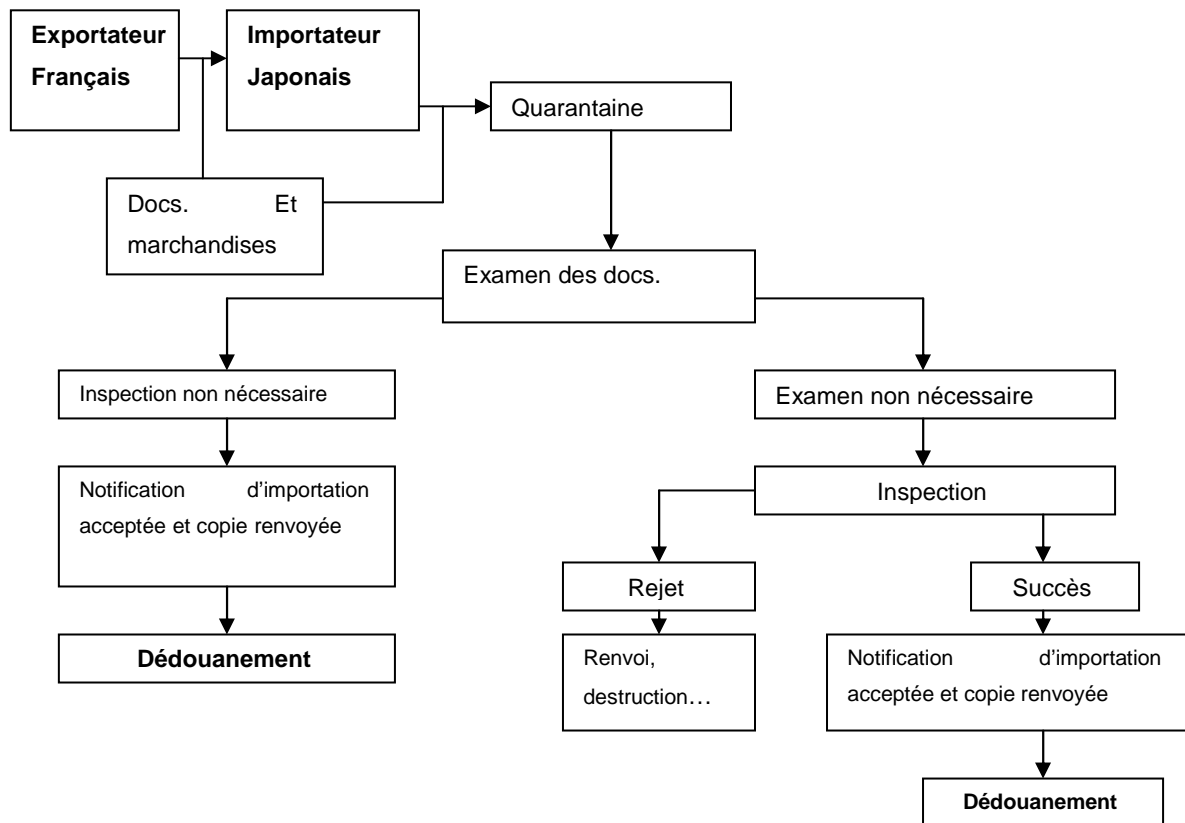 Exportateur
Français
Importateur
Japonais
Quarantaine
Docs. Et
marchandises
Examen des docs.
Inspection non nécessaire
Examen non nécessaire
Notification d’importation
acceptée et copie renvoyée
Inspection
Rejet
Succès
Dédouanement
Renvoi,
destruction…
Notification d’importation
acceptée et copie renvoyée
Dédouanement